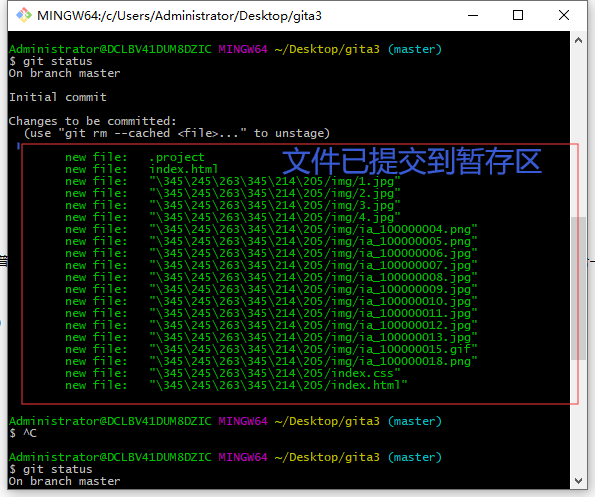 MINGW64:/c/Users/Administrator/Desktop/gita3
Administrator@DCLBV41DUM8DZIC MINGW64 ~/Desktop/gita3 (master)
$ git status
On branch master
Initial commit
Changes to be committed:
(use "git rm --cached <file>..." to unstage)
文件已提交到暂存区
new file: .project
new file: index.html
new file: "\345\245\263\345\214\205/img/1.jpg"
new file: "\345\245\263\345\214\205/img/2.jpg"
new file: "\345\245\263\345\214\205/img/3.jpg"
new file: "\345\245\263\345\214\205/img/4.jpg"
new file: "\345\245\263\345\214\205/img/ia_100000004.png"
new file: "\345\245\263\345\214\205/img/ia_100000005.png"
new file: "\345\245\263\345\214\205/img/ia_100000006.jpg"
new file: "\345\245\263\345\214\205/img/ia_100000007.jpg"
new file: "\345\245\263\345\214\205/img/ia_100000008.jpg"
new file: "\345\245\263\345\214\205/img/ia_100000009.jpg"
new file: "\345\245\263\345\214\205/img/ia_100000010.jpg"
new file: "\345\245\263\345\214\205/img/ia_100000011.jpg"
new file: "\345\245\263\345\214\205/img/ia_100000012.jpg"
new file: "\345\245\263\345\214\205/img/ia_100000013.jpg"
new file: "\345\245\263\345\214\205/img/ia_100000015.gif"
new file: "\345\245\263\345\214\205/img/ia_100000018.png"
new file: "\345\245\263\345\214\205/index.css"
new file: "\345\245\263\345\214\205/index.html"
Administrator@DCLBV41DUM8DZIC MINGW64 ~/Desktop/gita3 (master)
$ ^C
Administrator@DCLBV41DUM8DZIC MINGW64 ~/Desktop/gita3 (master)
$ git status
On branch master